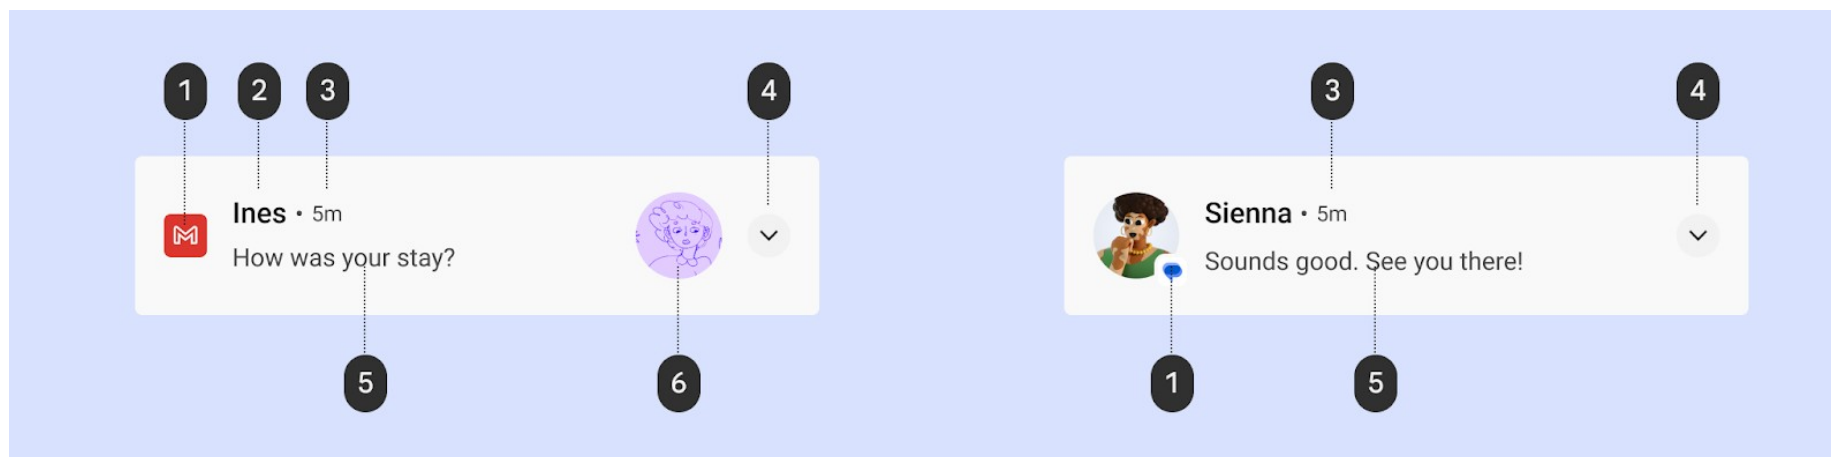 1 2 3 4 3 4
Ines • 5m
How was your stay?
Sienna • 5m
Sounds good. See you there!
5 6 1 5